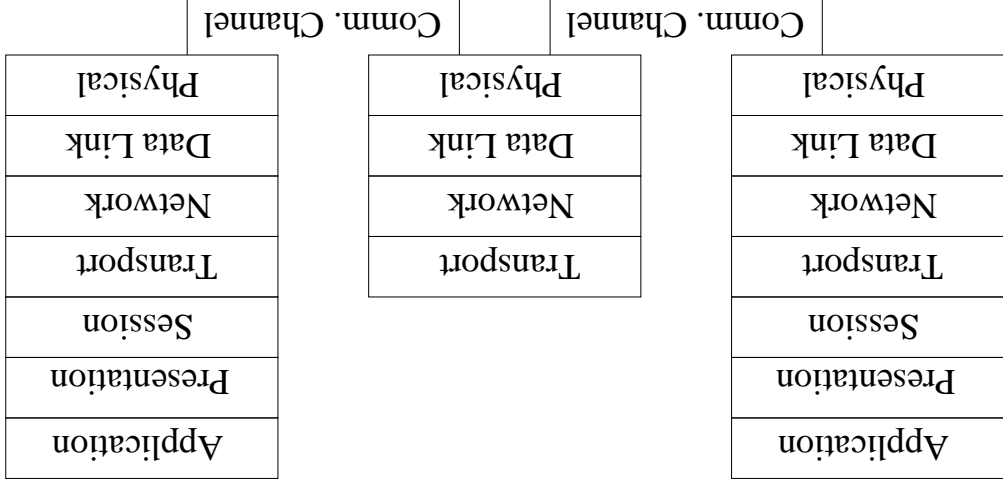 Application
Presentation
Session
Transport
Network
Data Link
Physical
Comm. Channel
Transport
Network
Data Link
Physical
Comm. Channel
Application
Presentation
Session
Transport
Network
Data Link
Physical